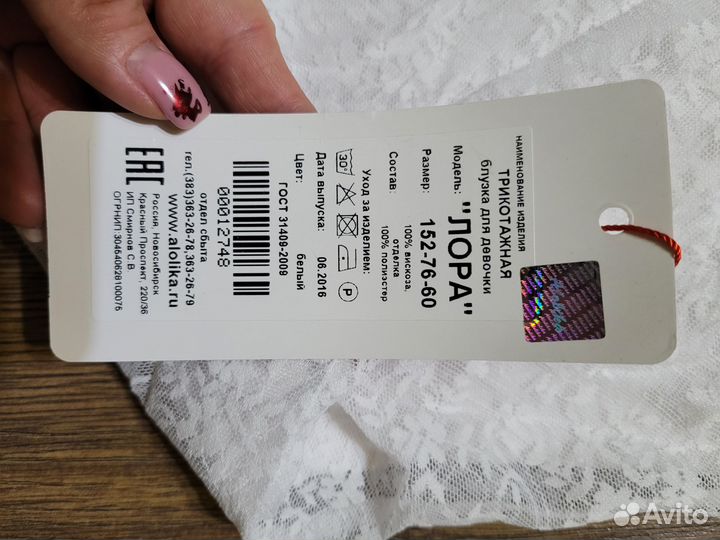 НАИМЕНОВАНИЕ ИЗДЕЛИЯ
ТРИКОТАЖНАЯ
блузка для девочки
Модель: "ЛОРА"
Размер: 152-76-60
Состав: 100% вискоза,
отделка
100% полиэстер
Уход за изделием:
30°
P
Дата выпуска: 06.2016
Цвет: белый
ГОСТ 31409-2009
00012748
www.alolika.ru
отдел сбыта
тел.(383)363-26-78,363-26-79
EAC
Россия, Новосибирск
Красный Проспект, 220/36
ИП Смирнов С.В.
ОГРНИП 304540628100076
Avito